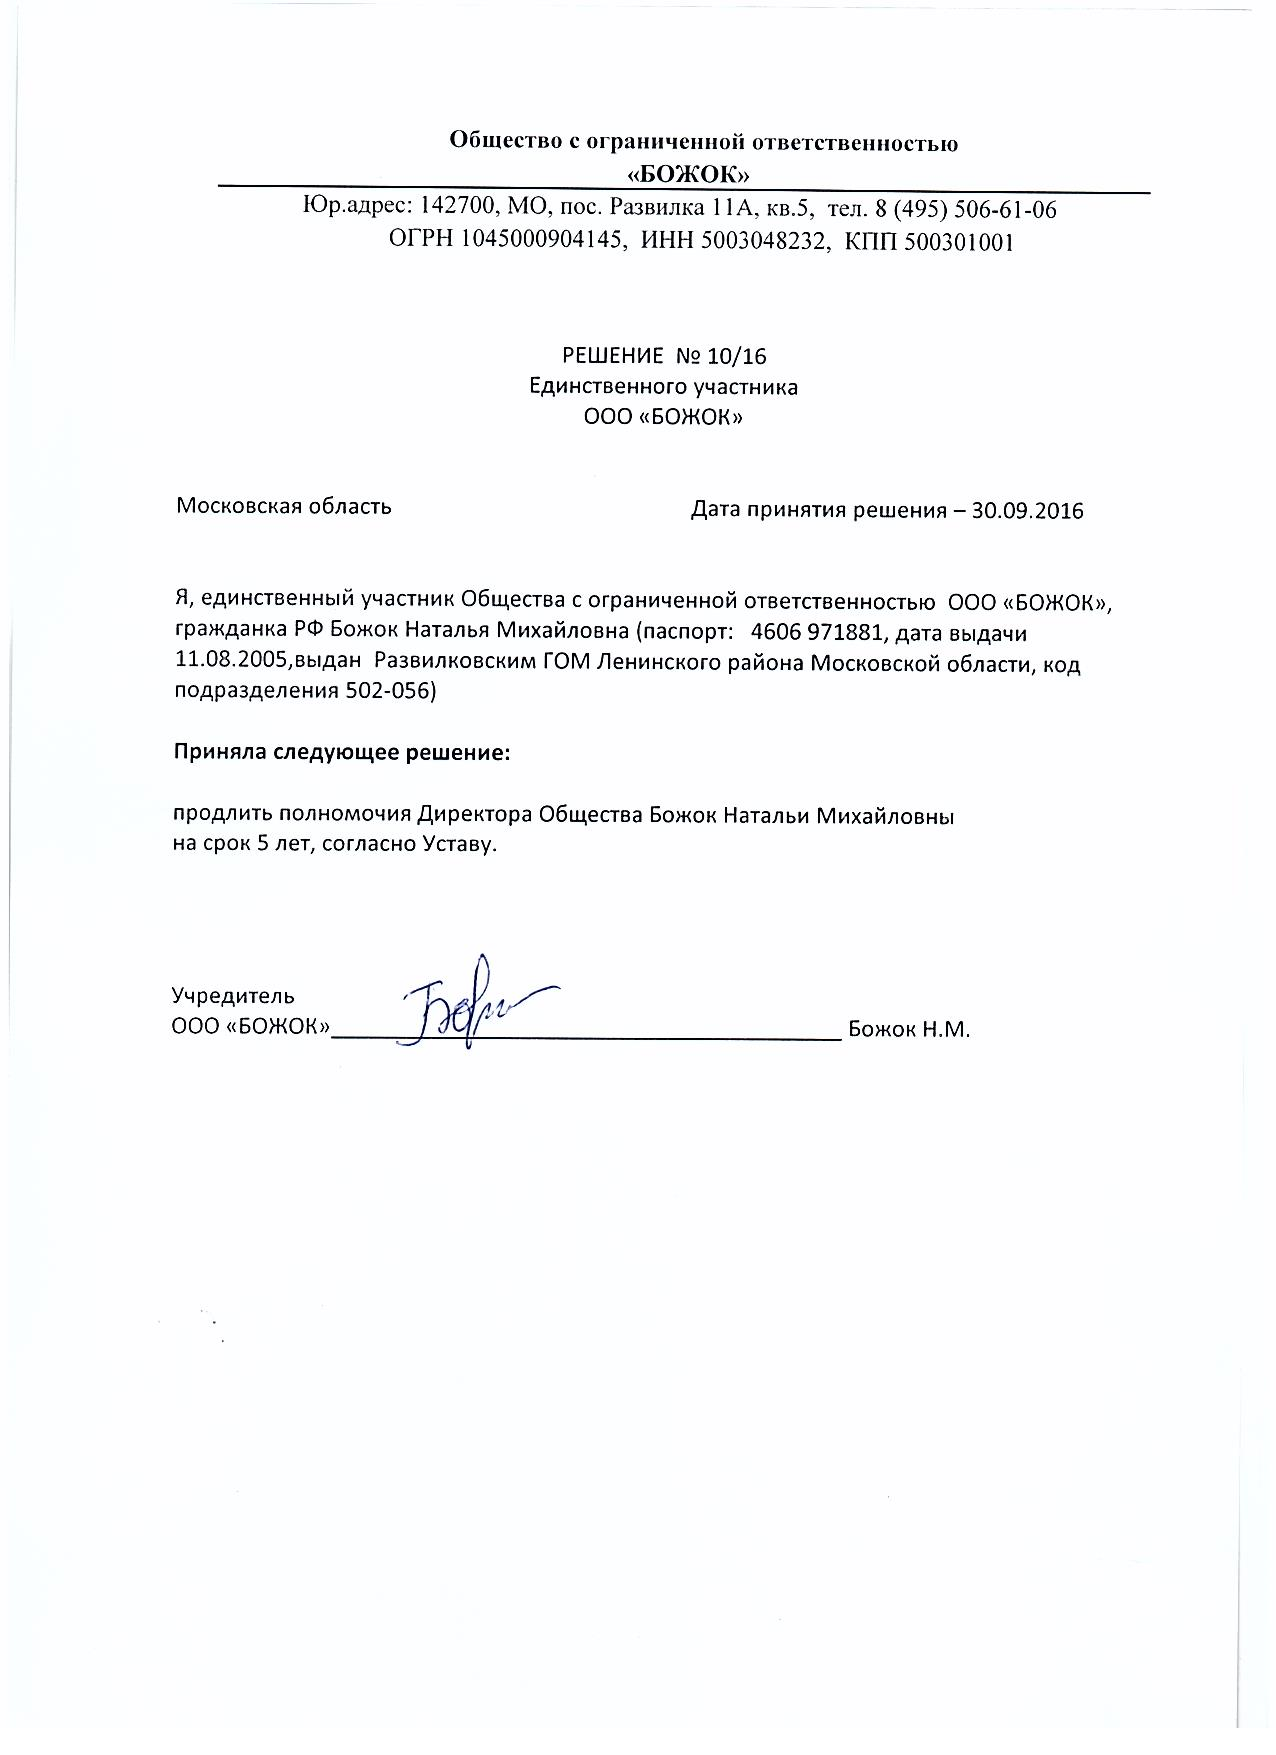 Общество с ограниченной ответственностью
«БОЖОК»
Юр.адрес: 142700, МО, пос. Развилка 11А, кв.5, тел. 8 (495) 506-61-06
ОГРН 1045000904145, ИНН 5003048232, КПП 500301001
РЕШЕНИЕ № 10/16
Единственного участника
ООО «БОЖОК»
Московская область Дата принятия решения – 30.09.2016
Я, единственный участник Общества с ограниченной ответственностью ООО «БОЖОК»,
гражданка РФ Божок Наталья Михайловна (паспорт: 4606 971881, дата выдачи
11.08.2005,выдан Развилковским ГОМ Ленинского района Московской области, код
подразделения 502-056)
Приняла следующее решение:
продлить полномочия Директора Общества Божок Натальи Михайловны
на срок 5 лет, согласно Уставу.
Учредитель
ООО «БОЖОК»________________________________________ Божок Н.М.